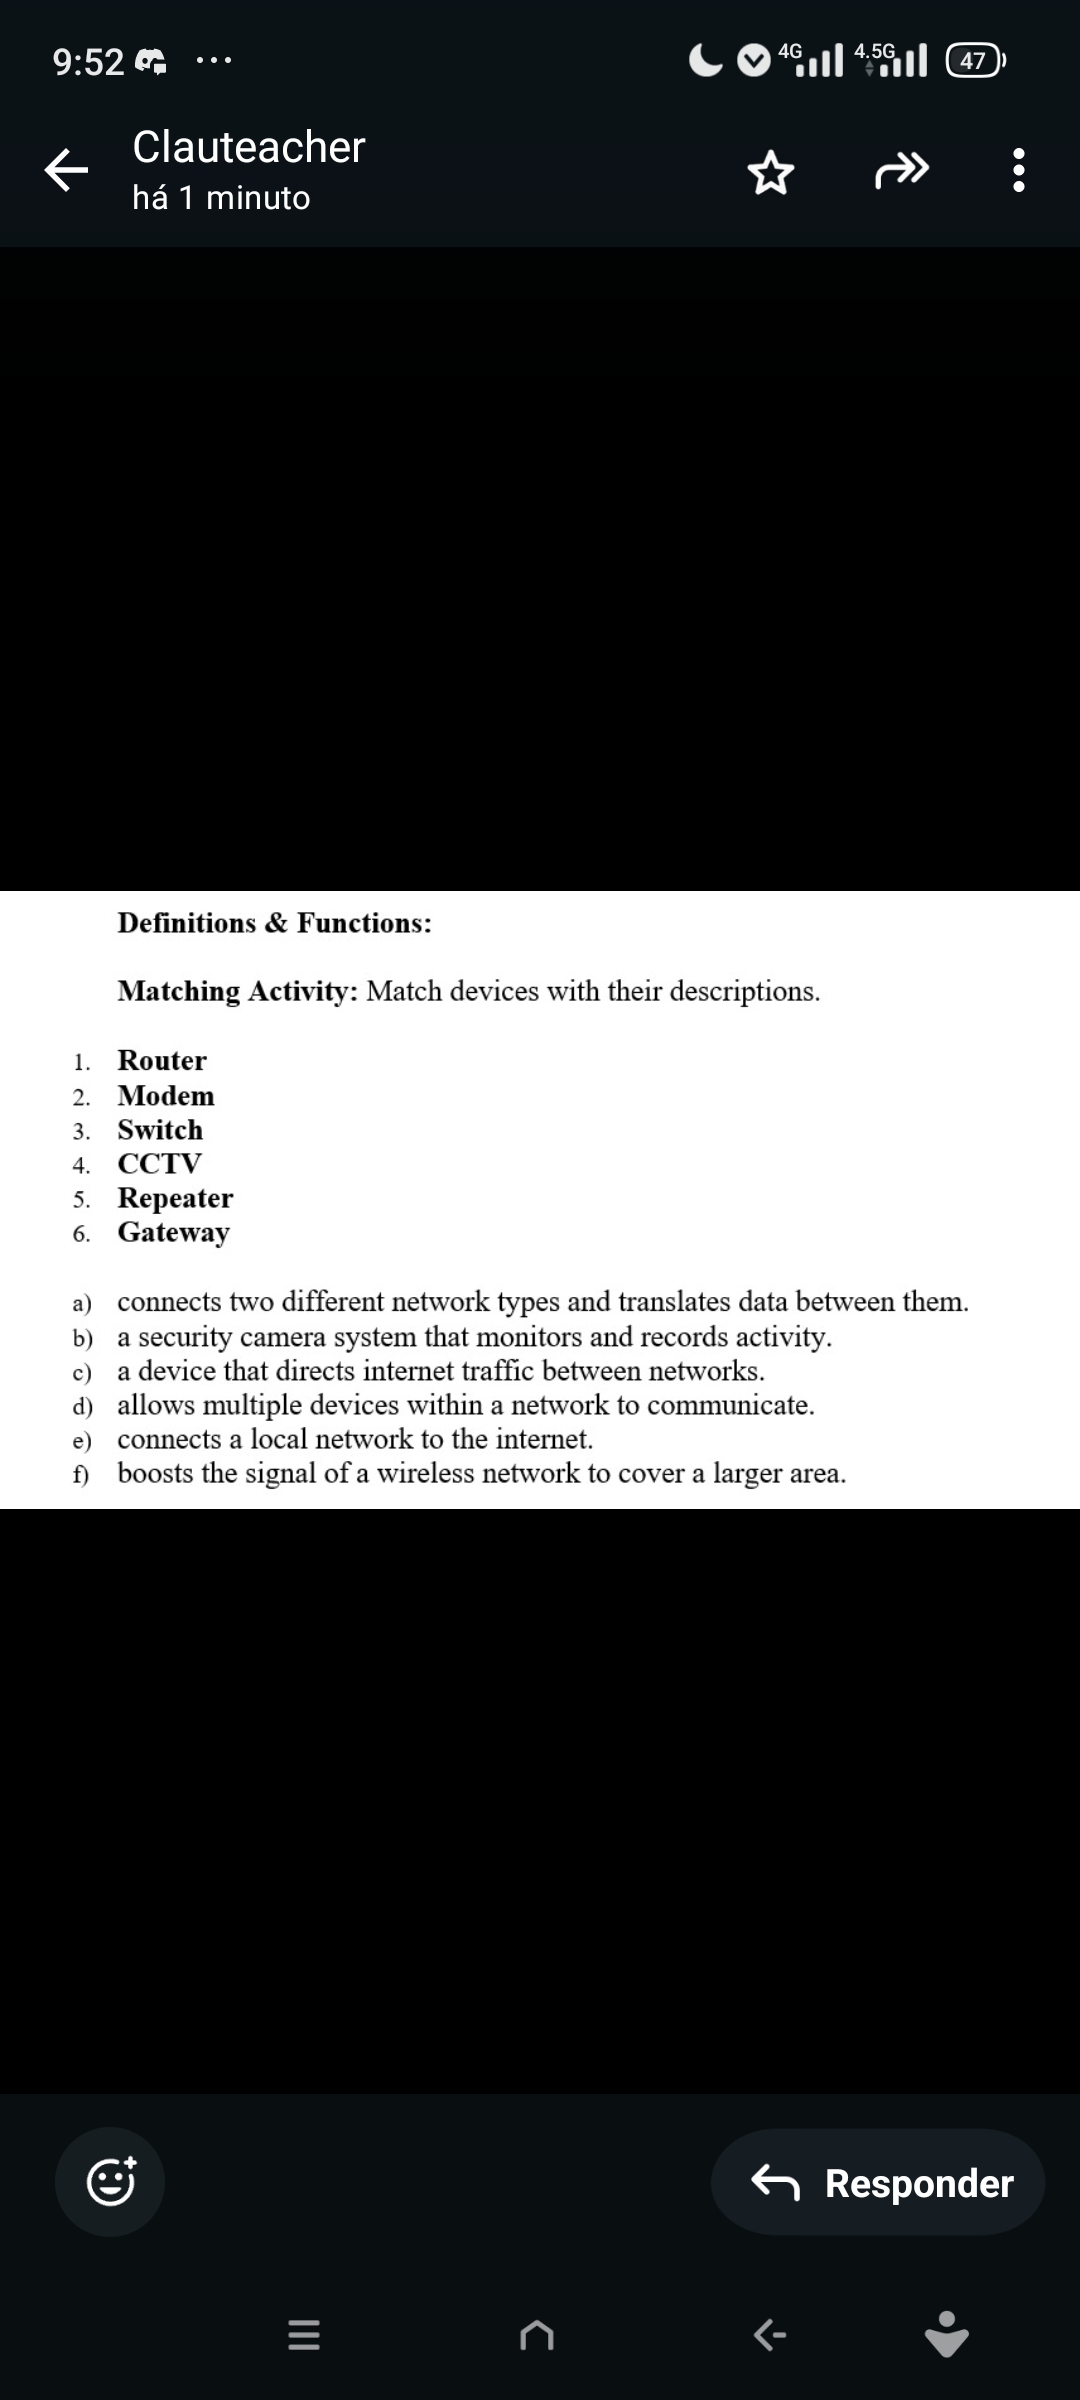 9:52 ... 4G 4.5G 47
Clauteacher
há 1 minuto
Definitions & Functions:
Matching Activity: Match devices with their descriptions.
1. Router
2. Modem
3. Switch
4. CCTV
5. Repeater
6. Gateway
a) connects two different network types and translates data between them.
b) a security camera system that monitors and records activity.
c) a device that directs internet traffic between networks.
d) allows multiple devices within a network to communicate.
e) connects a local network to the internet.
f) boosts the signal of a wireless network to cover a larger area.
Responder